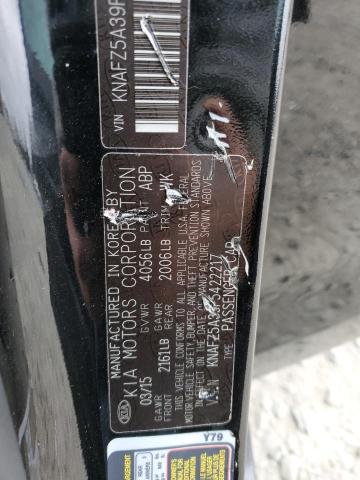 VIN KNAFZ5A39F
MANUFACTURED IN KOREA BY
KIA MOTORS CORPORATION
03/15 GVWR 4056LB PAINT ABP
GAWR FRONT 2161LB GAWR REAR 2006LB TRIM WK
THIS VEHICLE CONFORMS TO ALL APPLICABLE U.S.A. FEDERAL
MOTOR VEHICLE SAFETY, BUMPER, AND THEFT PREVENTION STANDARDS
IN EFFECT ON THE DATE OF MANUFACTURE SHOWN ABOVE
V.I.N KNAFZ5A39F5422217
TYPE PASSENGER CAR
KIA
Y79